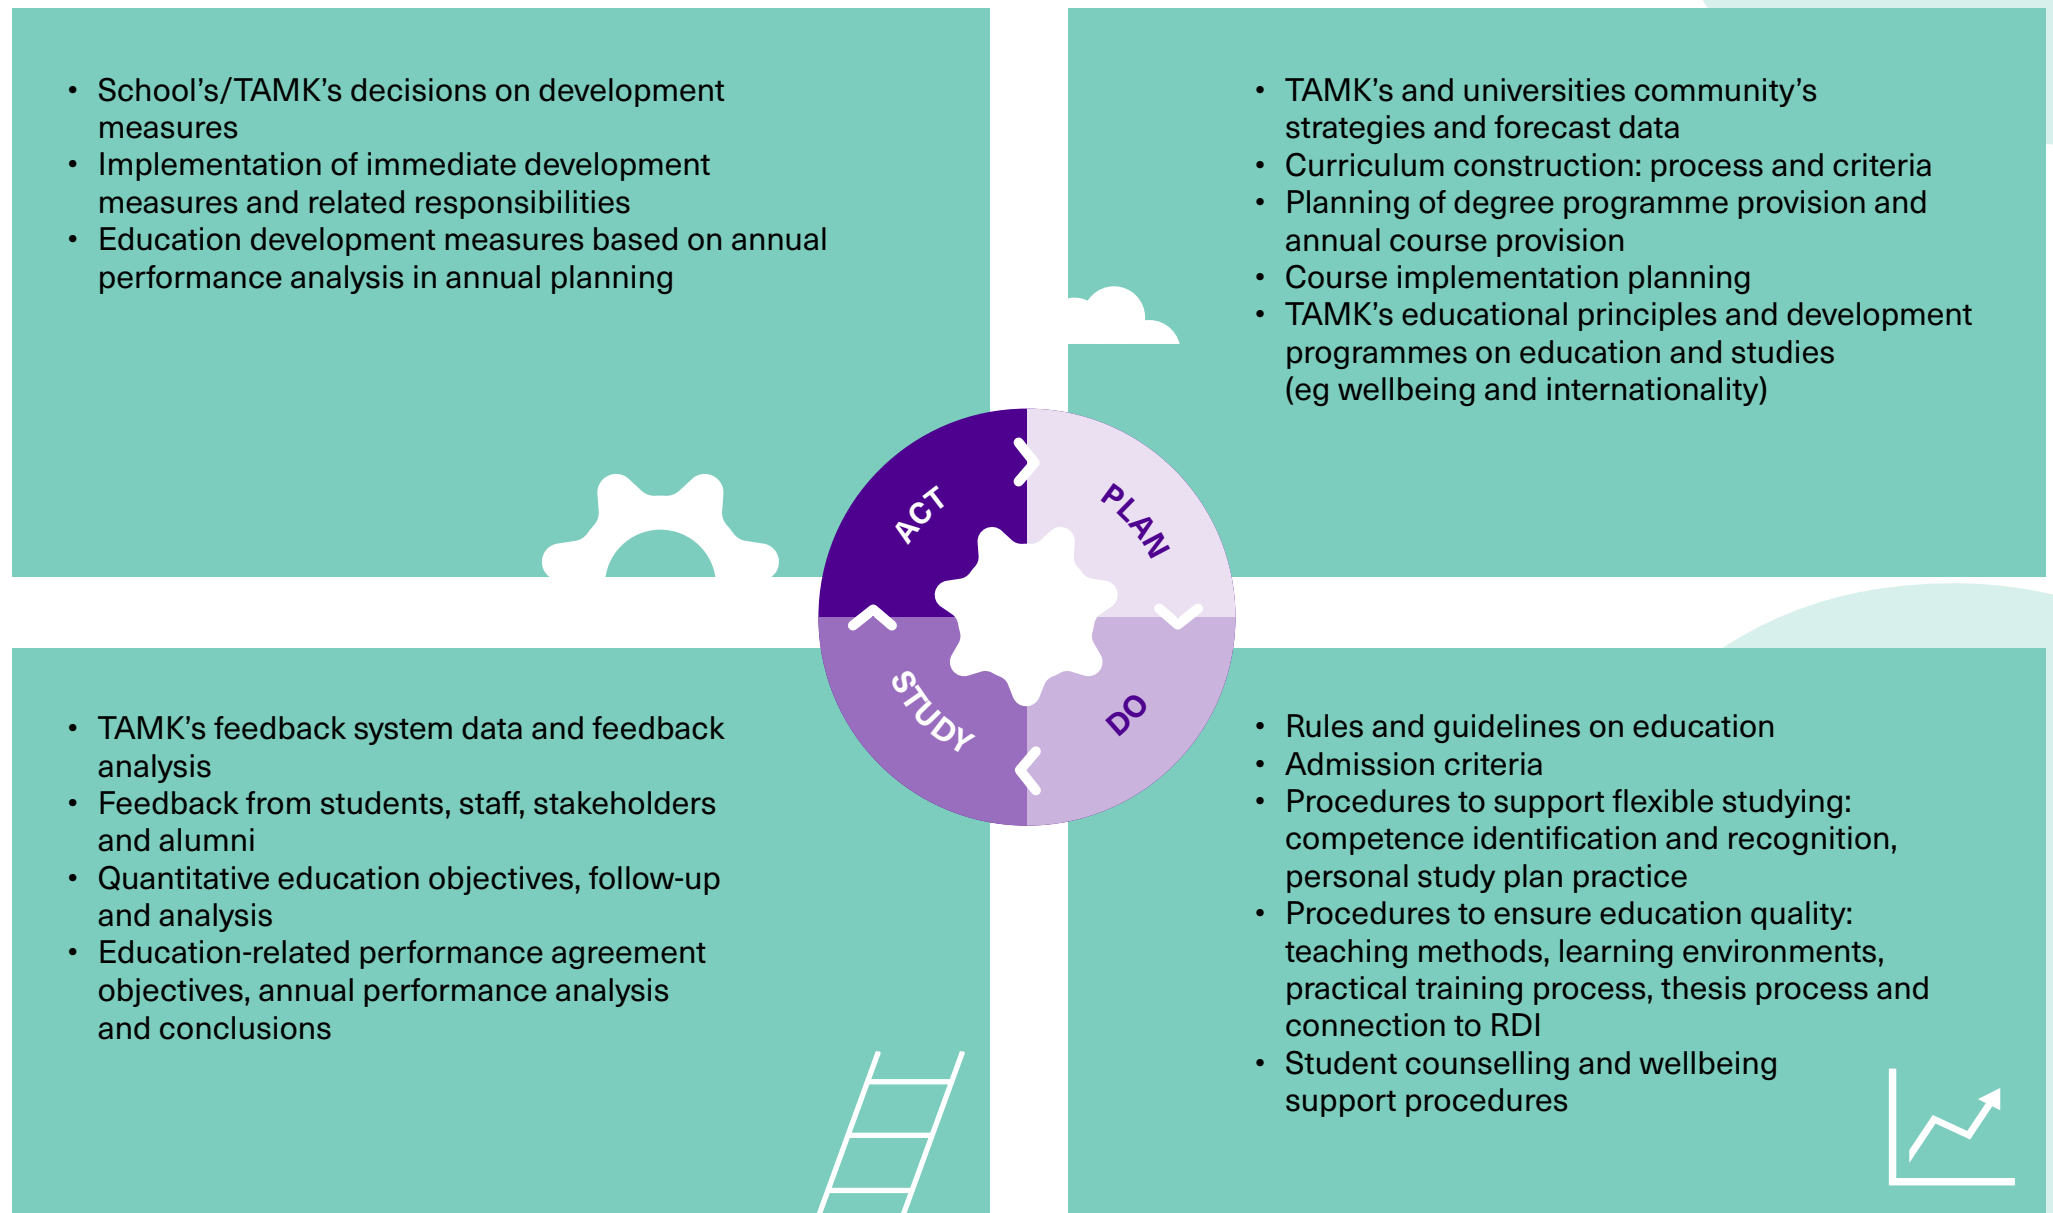 • School's/TAMK's decisions on development
measures
• Implementation of immediate development
measures and related responsibilities
• Education development measures based on annual
performance analysis in annual planning
• TAMK's and universities community's
strategies and forecast data
• Curriculum construction: process and criteria
• Planning of degree programme provision and
annual course provision
• Course implementation planning
• TAMK's educational principles and development
programmes on education and studies
(eg wellbeing and internationality)
ACT
PLAN
STUDY
DO
• TAMK's feedback system data and feedback
analysis
• Feedback from students, staff, stakeholders
and alumni
• Quantitative education objectives, follow-up
and analysis
• Education-related performance agreement
objectives, annual performance analysis
and conclusions
• Rules and guidelines on education
• Admission criteria
• Procedures to support flexible studying:
competence identification and recognition,
personal study plan practice
• Procedures to ensure education quality:
teaching methods, learning environments,
practical training process, thesis process and
connection to RDI
• Student counselling and wellbeing
support procedures